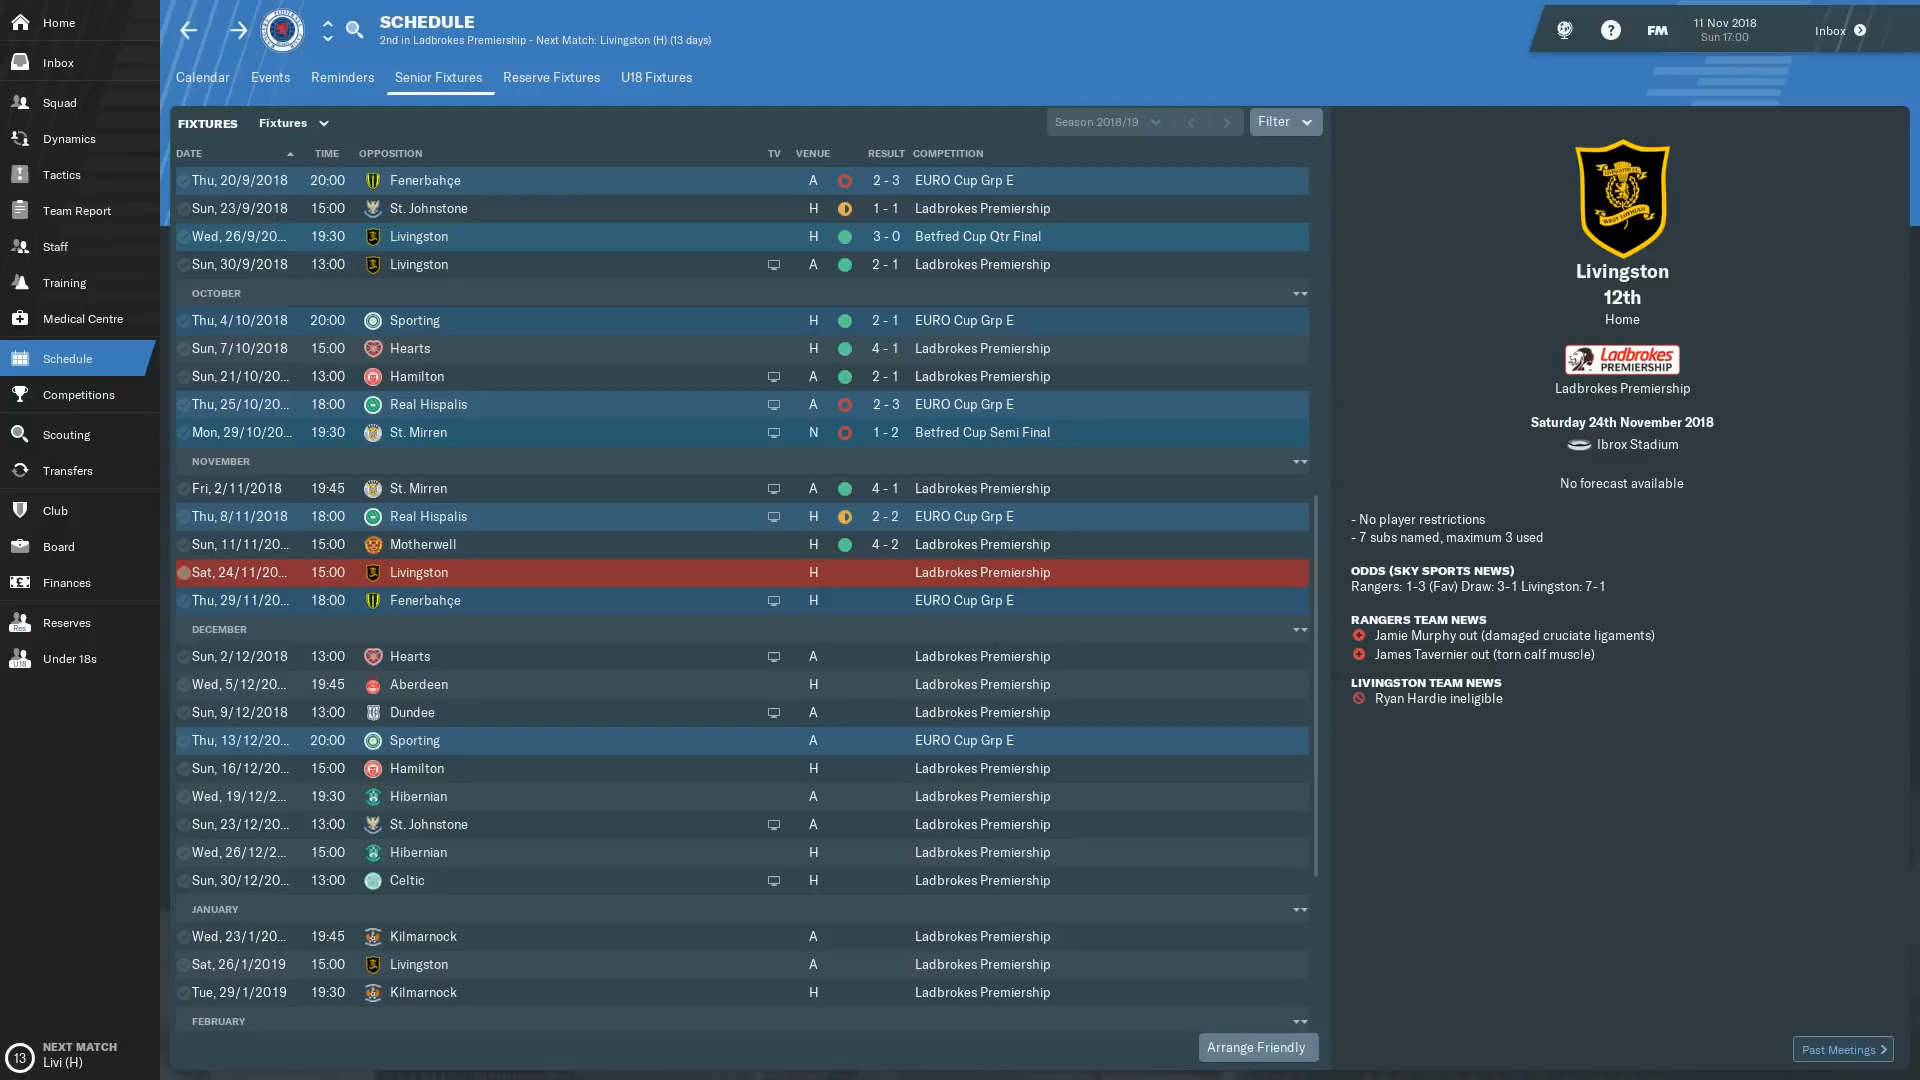 Home
Inbox
Squad
Dynamics
Tactics
Team Report
Staff
Training
Medical Centre
Schedule
Competitions
Scouting
Transfers
Club
Board
Finances
Reserves
Under 18s
13 NEXT MATCH
Livi (H)
SCHEDULE
2nd in Ladbrokes Premiership - Next Match: Livingston (H) (13 days)
FM 11 Nov 2018
Sun 17:00
Inbox
Calendar Events Reminders Senior Fixtures Reserve Fixtures U18 Fixtures
FIXTURES Fixtures Season 2018/19 Filter
DATE TIME OPPOSITION TV VENUE RESULT COMPETITION
Thu, 20/9/2018 20:00 Fenerbahçe A 2 - 3 EURO Cup Grp E
Sun, 23/9/2018 15:00 St. Johnstone H 1 - 1 Ladbrokes Premiership
Wed, 26/9/20... 19:30 Livingston H 3 - 0 Betfred Cup Qtr Final
Sun, 30/9/2018 13:00 Livingston A 2 - 1 Ladbrokes Premiership
OCTOBER
Thu, 4/10/2018 20:00 Sporting H 2 - 1 EURO Cup Grp E
Sun, 7/10/2018 15:00 Hearts H 4 - 1 Ladbrokes Premiership
Sun, 21/10/20... 13:00 Hamilton A 2 - 1 Ladbrokes Premiership
Thu, 25/10/20... 18:00 Real Hispalis A 2 - 3 EURO Cup Grp E
Mon, 29/10/20... 19:30 St. Mirren N 1 - 2 Betfred Cup Semi Final
NOVEMBER
Fri, 2/11/2018 19:45 St. Mirren A 4 - 1 Ladbrokes Premiership
Thu, 8/11/2018 18:00 Real Hispalis H 2 - 2 EURO Cup Grp E
Sun, 11/11/20... 15:00 Motherwell H 4 - 2 Ladbrokes Premiership
Sat, 24/11/20... 15:00 Livingston H Ladbrokes Premiership
Thu, 29/11/20... 18:00 Fenerbahçe H EURO Cup Grp E
DECEMBER
Sun, 2/12/2018 13:00 Hearts A Ladbrokes Premiership
Wed, 5/12/20... 19:45 Aberdeen H Ladbrokes Premiership
Sun, 9/12/2018 13:00 Dundee A Ladbrokes Premiership
Thu, 13/12/20... 20:00 Sporting A EURO Cup Grp E
Sun, 16/12/20... 15:00 Hamilton H Ladbrokes Premiership
Wed, 19/12/2... 19:30 Hibernian A Ladbrokes Premiership
Sun, 23/12/20... 13:00 St. Johnstone A Ladbrokes Premiership
Wed, 26/12/2... 15:00 Hibernian H Ladbrokes Premiership
Sun, 30/12/20... 13:00 Celtic H Ladbrokes Premiership
JANUARY
Wed, 23/1/20... 19:45 Kilmarnock A Ladbrokes Premiership
Sat, 26/1/2019 15:00 Livingston A Ladbrokes Premiership
Tue, 29/1/2019 19:30 Kilmarnock H Ladbrokes Premiership
FEBRUARY
Arrange Friendly
WEST LOTHIAN
Livingston
12th
Home
Ladbrokes
PREMIERSHIP
Ladbrokes Premiership
Saturday 24th November 2018
Ibrox Stadium
No forecast available
- No player restrictions
- 7 subs named, maximum 3 used
ODDS (SKY SPORTS NEWS)
Rangers: 1-3 (Fav) Draw: 3-1 Livingston: 7-1
RANGERS TEAM NEWS
Jamie Murphy out (damaged cruciate ligaments)
James Tavernier out (torn calf muscle)
LIVINGSTON TEAM NEWS
Ryan Hardie ineligible
Past Meetings